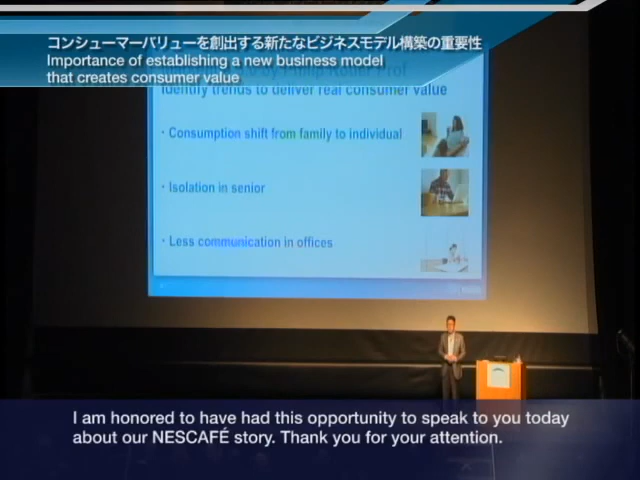 コンシューマーバリューを創出する新たなビジネスモデル構築の重要性
Importance of establishing a new business model
that creates consumer value
by Philip Kotler Prof
Identify trends to deliver real consumer value
・Consumption shift from family to individual
・Isolation in senior
・Less communication in offices
I am honored to have had this opportunity to speak to you today
about our NESCAFÉ story. Thank you for your attention.